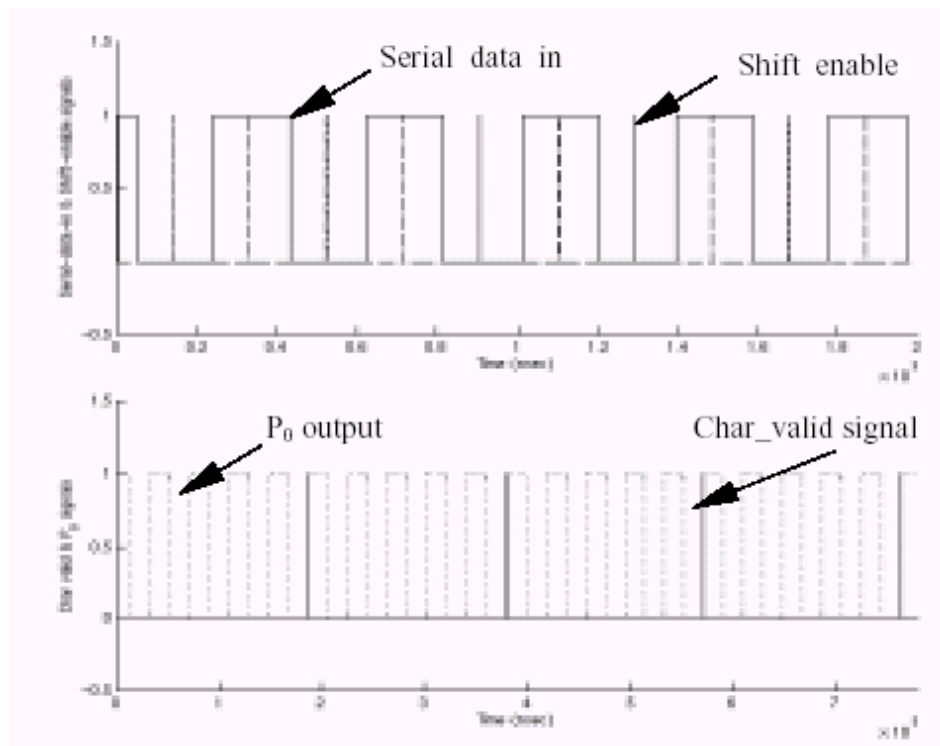 1.5
Serial data in
Shift enable
1
0.5
-0.5
0 0.2 0.4 0.6 0.8 1 1.2 1.4 1.6 1.8 2
Time (nsec)
1.5
P₀ output
Char_valid signal
1
0.5
0
-0.5
0 1 2 3 4 5 6 7
Time (nsec)